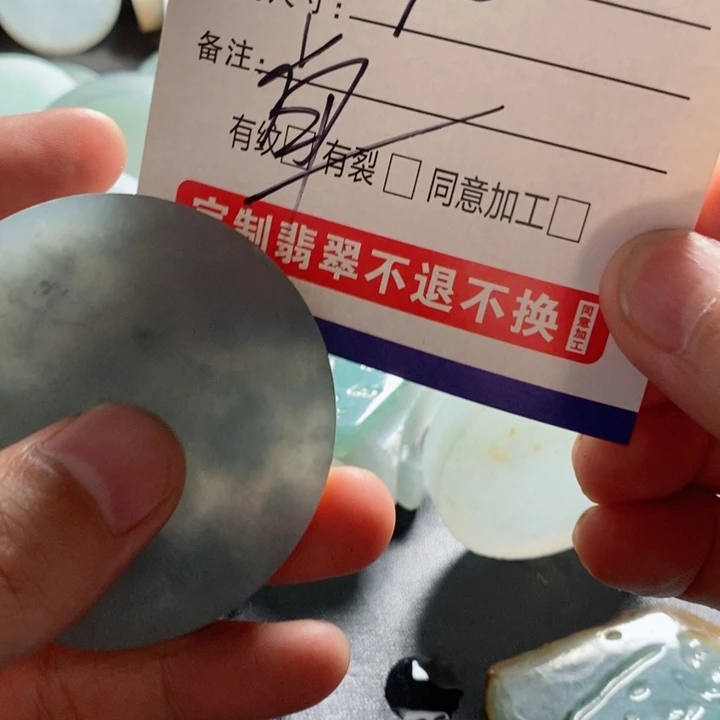 寸：
备注：
有纹□ 有裂□ 同意加工□
定制翡翠不退不换 同意加工